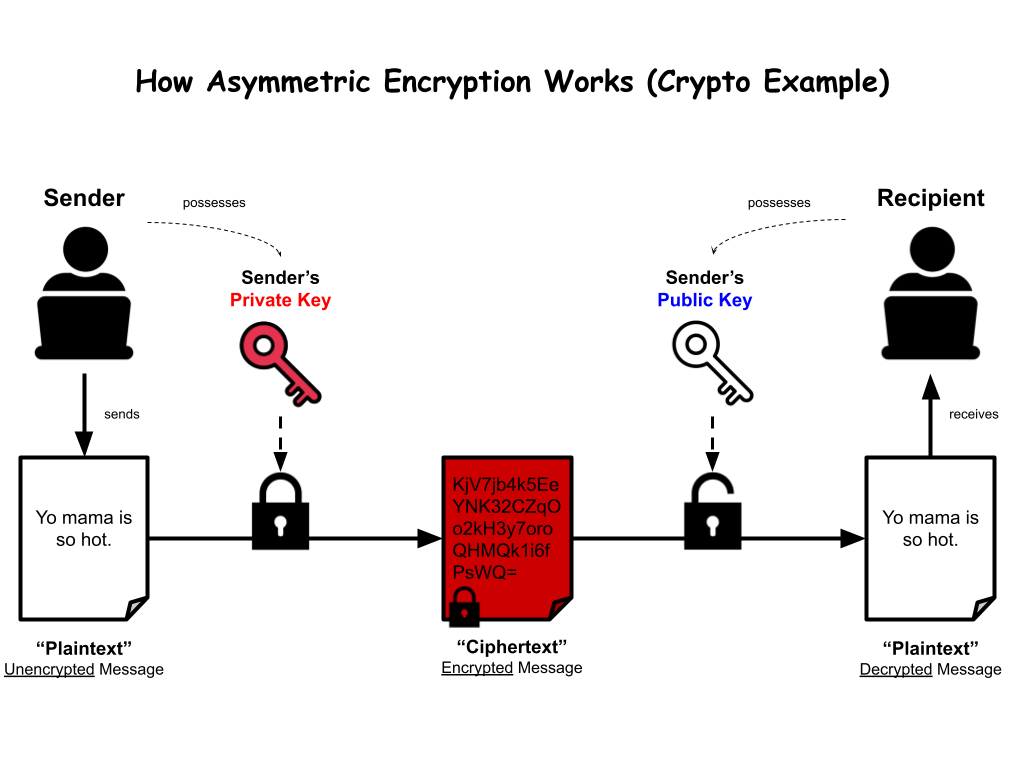 How Asymmetric Encryption Works (Crypto Example)
Sender
possesses
possesses
Recipient
Sender’s
Private Key
Sender’s
Public Key
sends
receives
Yo mama is
so hot.
KjV7jb4k5Ee
YNK32CZqO
o2kH3y7oro
QHMQk1i6f
PsWQ=
Yo mama is
so hot.
“Plaintext”
Unencrypted Message
“Ciphertext”
Encrypted Message
“Plaintext”
Decrypted Message